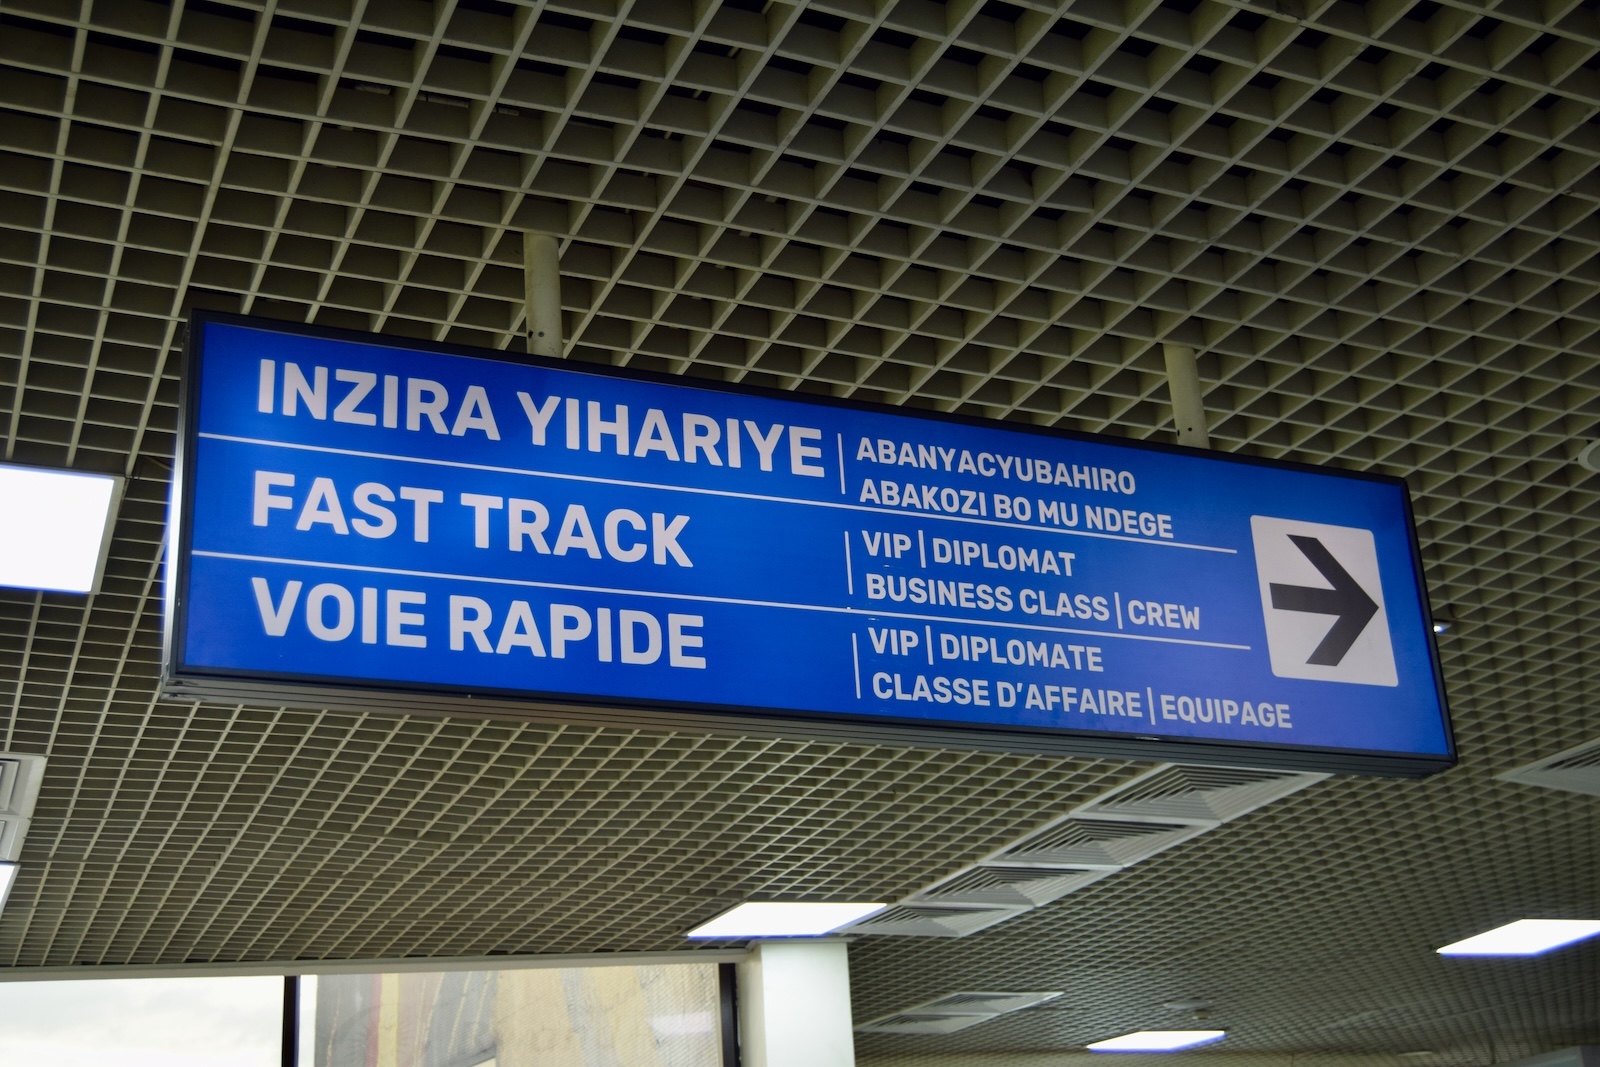 INZIRA YIHARIYE
ABANYACYUBAHIRO
ABAKOZI BO MU NDEGE
FAST TRACK
VIP | DIPLOMAT
BUSINESS CLASS | CREW
VOIE RAPIDE
VIP | DIPLOMATE
CLASSE D'AFFAIRE | EQUIPAGE